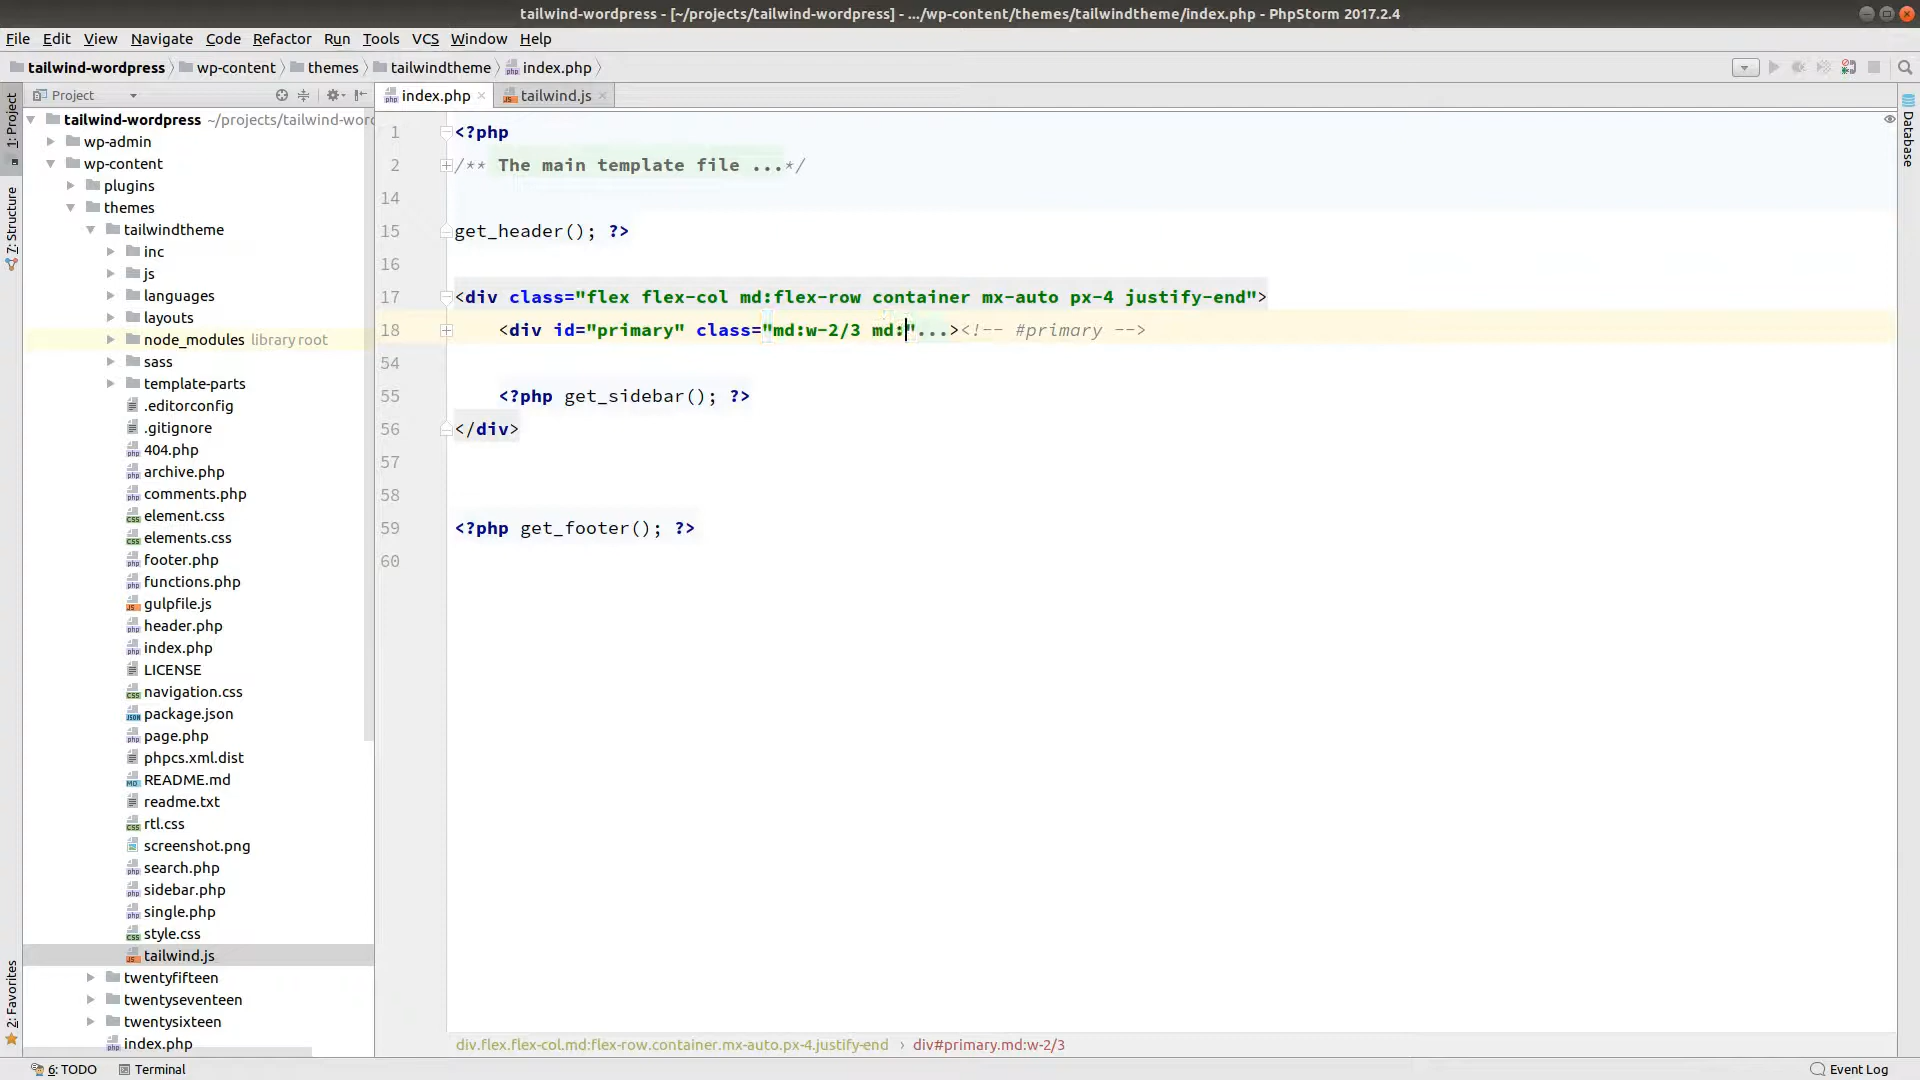 tailwind-wordpress - [~/projects/tailwind-wordpress] - .../wp-content/themes/tailwindtheme/index.php - PhpStorm 2017.2.4
File Edit View Navigate Code Refactor Run Tools VCS Window Help
tailwind-wordpress wp-content themes tailwindtheme index.php
Project
index.php tailwind.js
1: Project
7: Structure
2: Favorites
Database
tailwind-wordpress ~/projects/tailwind-word
wp-admin
wp-content
plugins
themes
tailwindtheme
inc
js
languages
layouts
node_modules library root
sass
template-parts
.editorconfig
.gitignore
404.php
archive.php
comments.php
element.css
elements.css
footer.php
functions.php
gulpfile.js
header.php
index.php
LICENSE
navigation.css
package.json
page.php
phpcs.xml.dist
README.md
readme.txt
rtl.css
screenshot.png
search.php
sidebar.php
single.php
style.css
tailwind.js
twentyfifteen
twentyseventeen
twentysixteen
index.php
1 <?php
2 /** The main template file ...*/
14
15 get_header(); ?>
16
17 <div class="flex flex-col md:flex-row container mx-auto px-4 justify-end">
18 <div id="primary" class="md:w-2/3 md:"...><!-- #primary -->
54
55 <?php get_sidebar(); ?>
56 </div>
57
58
59 <?php get_footer(); ?>
60
div.flex.flex-col.md:flex-row.container.mx-auto.px-4.justify-end › div#primary.md:w-2/3
6: TODO Terminal Event Log